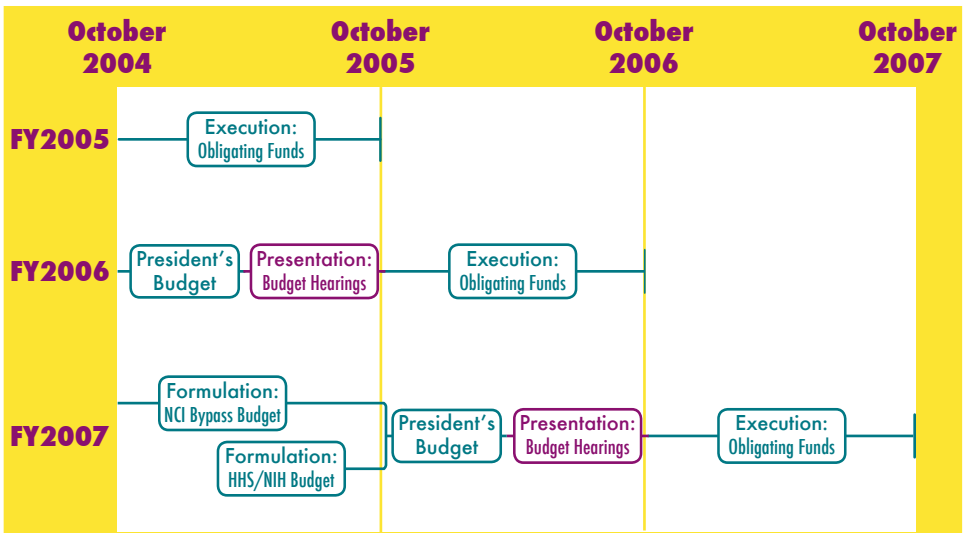 October 2004
October 2005
October 2006
October 2007
FY2005
Execution:
Obligating Funds
FY2006
President's
Budget
Presentation:
Budget Hearings
Execution:
Obligating Funds
FY2007
Formulation:
NCI Bypass Budget
Formulation:
HHS/NIH Budget
President's
Budget
Presentation:
Budget Hearings
Execution:
Obligating Funds